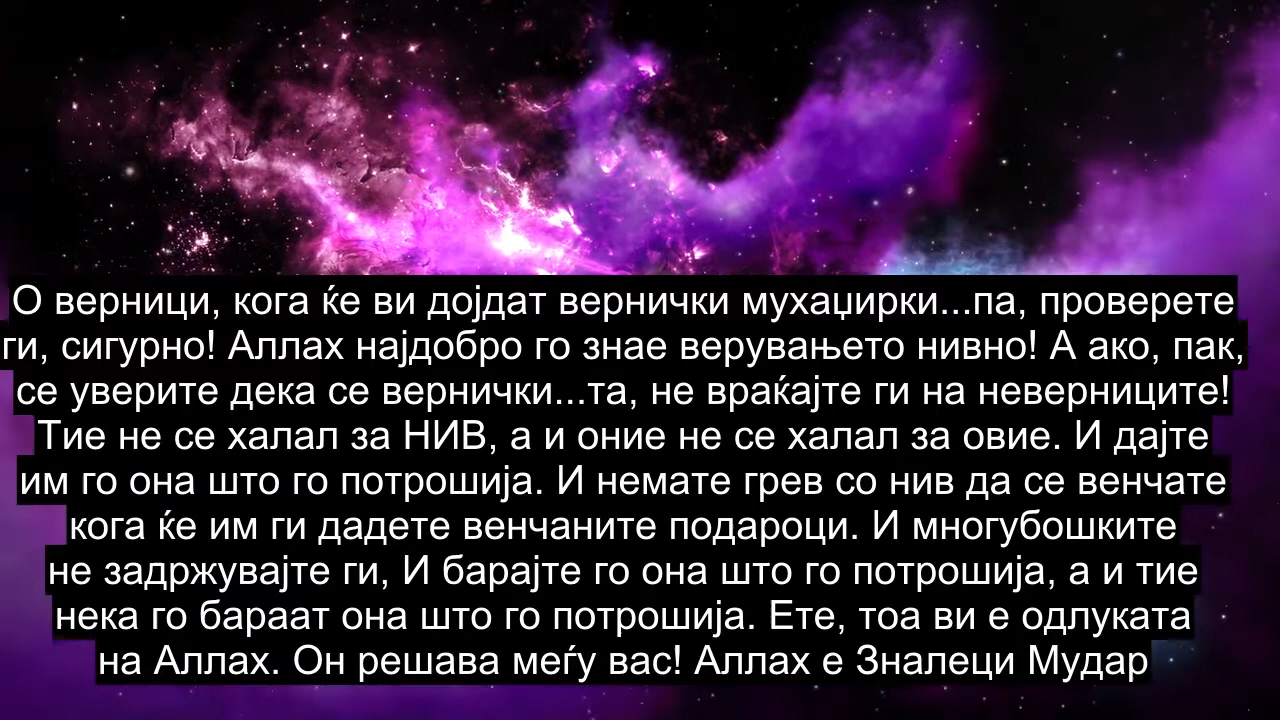 О верници, кога ќе ви дојдат вернички мухаџирки...па, проверете
ги, сигурно! Аллах најдобро го знае верувањето нивно! А ако, пак,
се уверите дека се вернички...та, не враќајте ги на неверниците!
Тие не се халал за НИВ, а и оние не се халал за овие. И дајте
им го она што го потрошија. И немате грев со нив да се венчате
кога ќе им ги дадете венчаните подароци. И многубошките
не задржувајте ги, И барајте го она што го потрошија, а и тие
нека го бараат она што го потрошија. Ете, тоа ви е одлуката
на Аллах. Он решава меѓу вас! Аллах е Зналеци Мудар